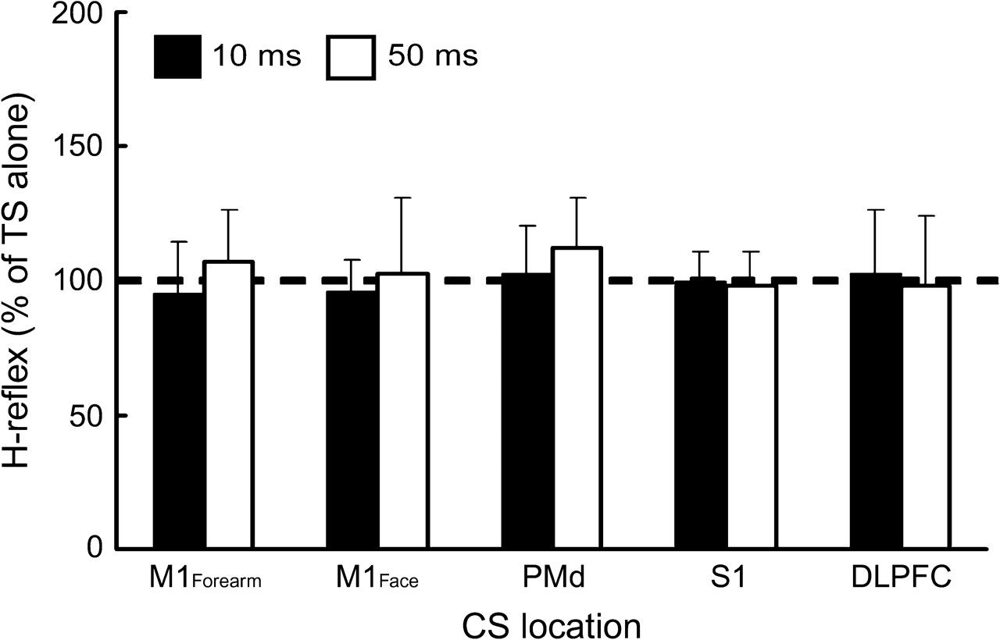 200
10 ms 50 ms
150
100
50
0
H-reflex (% of TS alone)
M1Forearm M1Face PMd S1 DLPFC
CS location